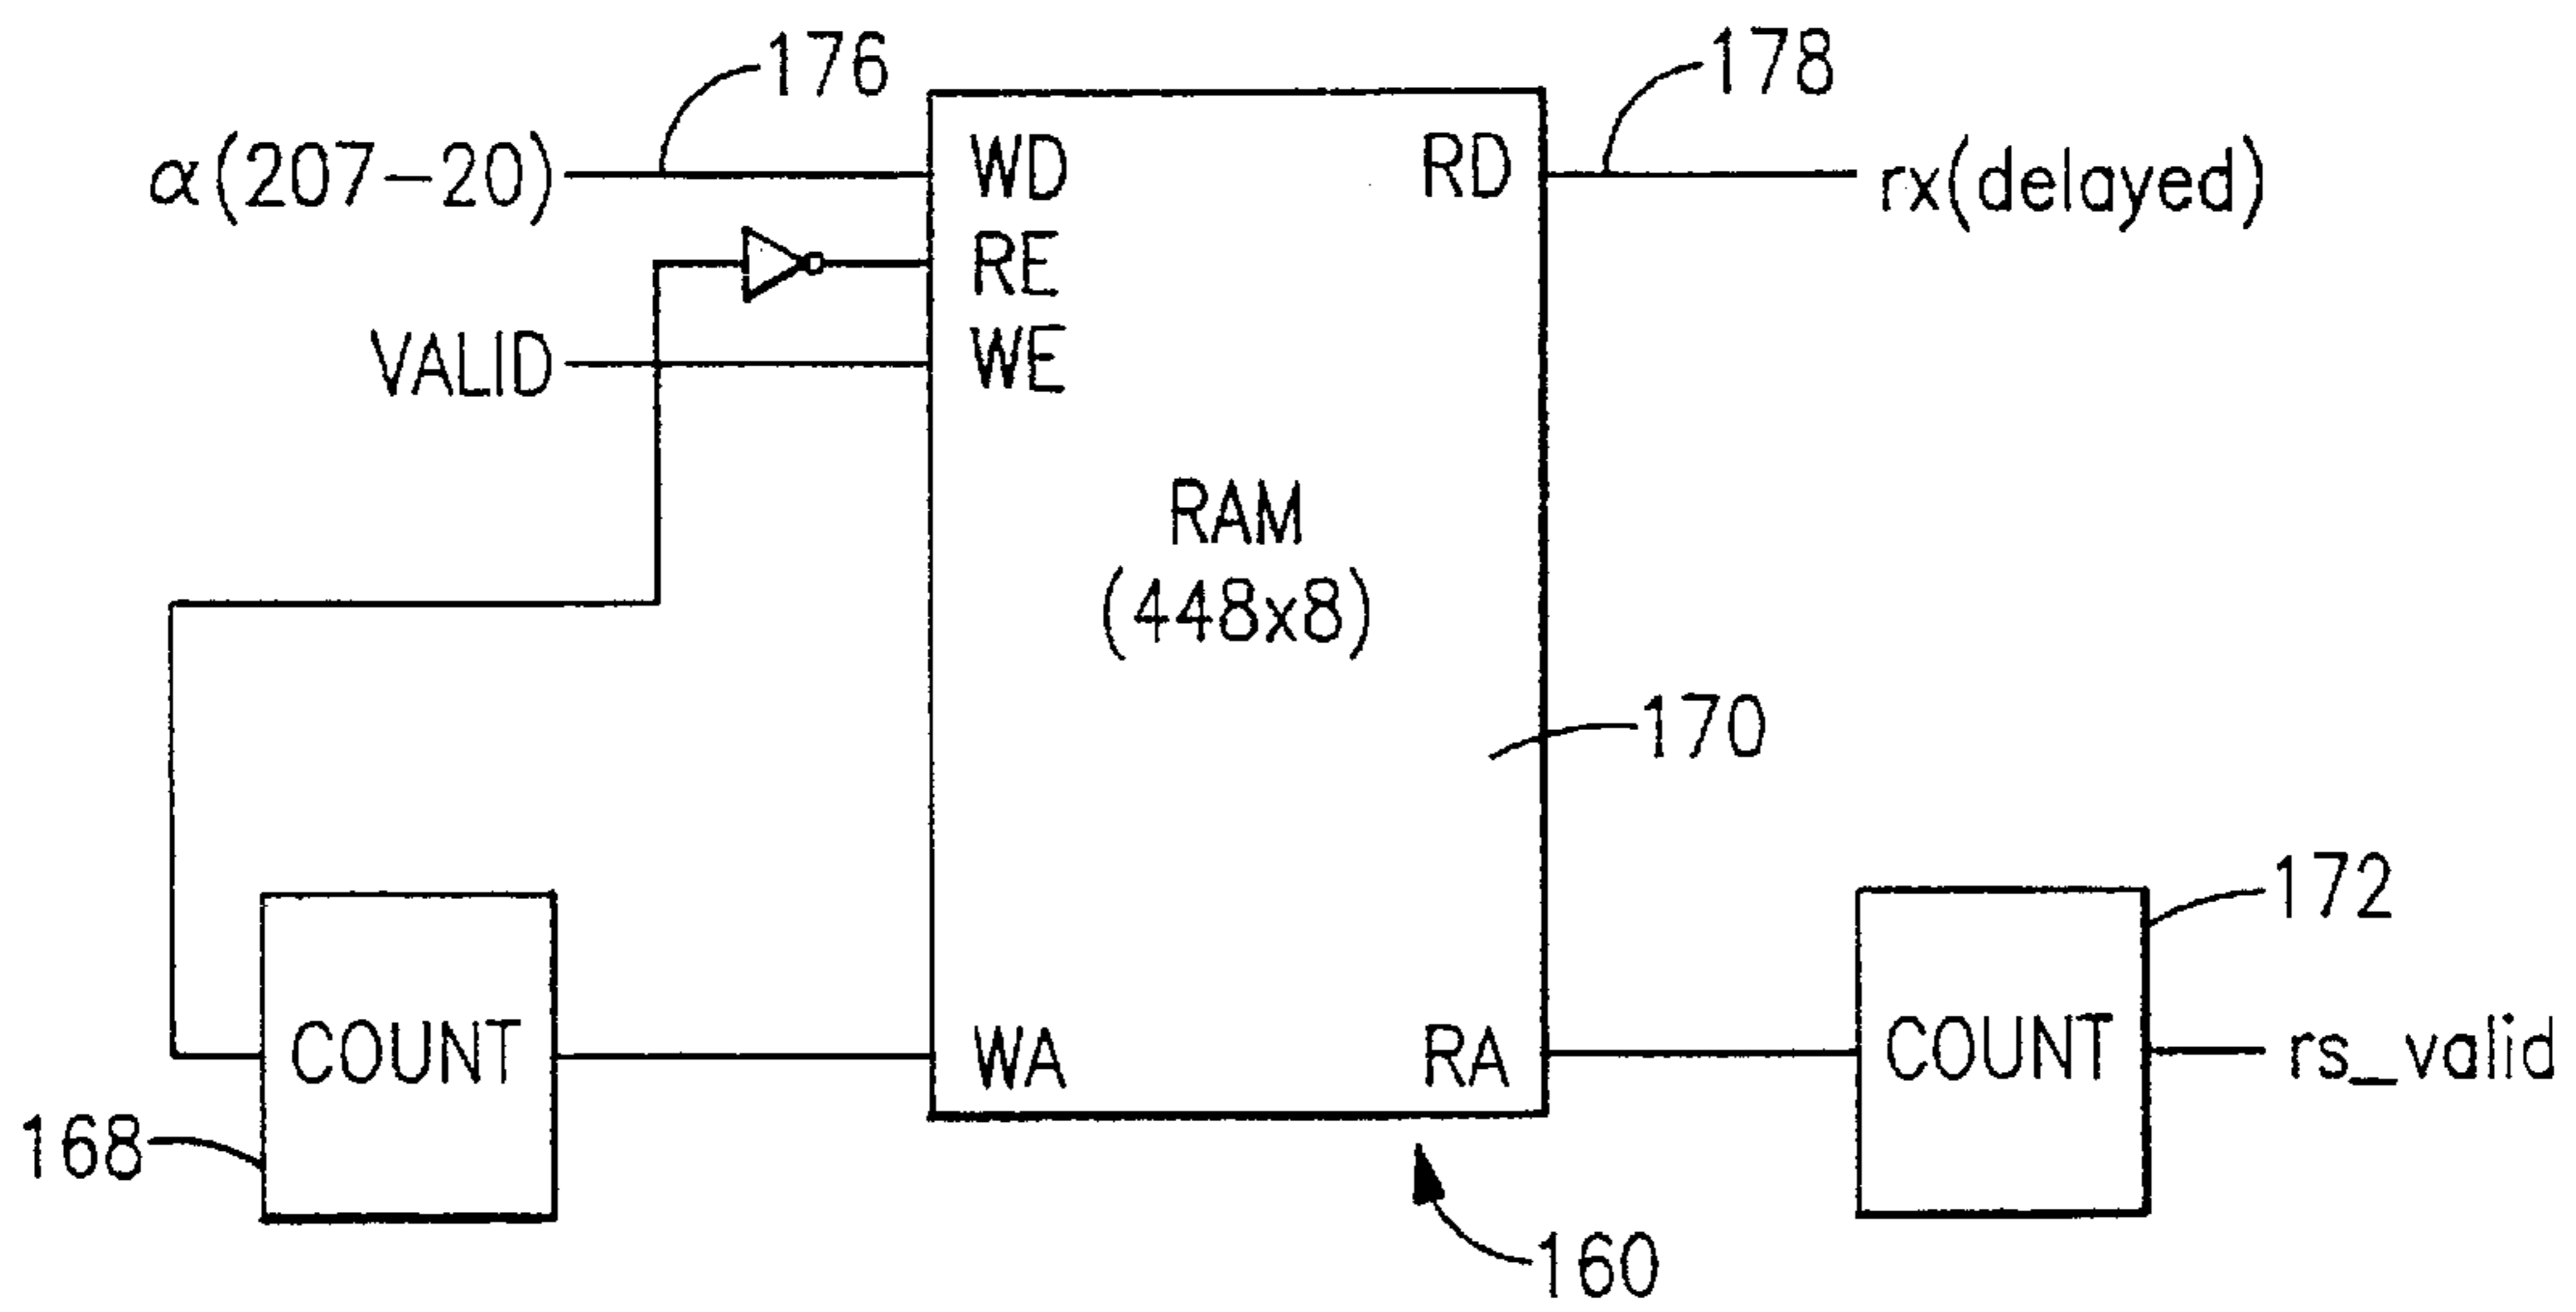 176
178
α(207-20)
WD
RD
rx(delayed)
RE
VALID
WE
RAM
(448x8)
170
172
COUNT
WA
RA
COUNT
rs_valid
168
160